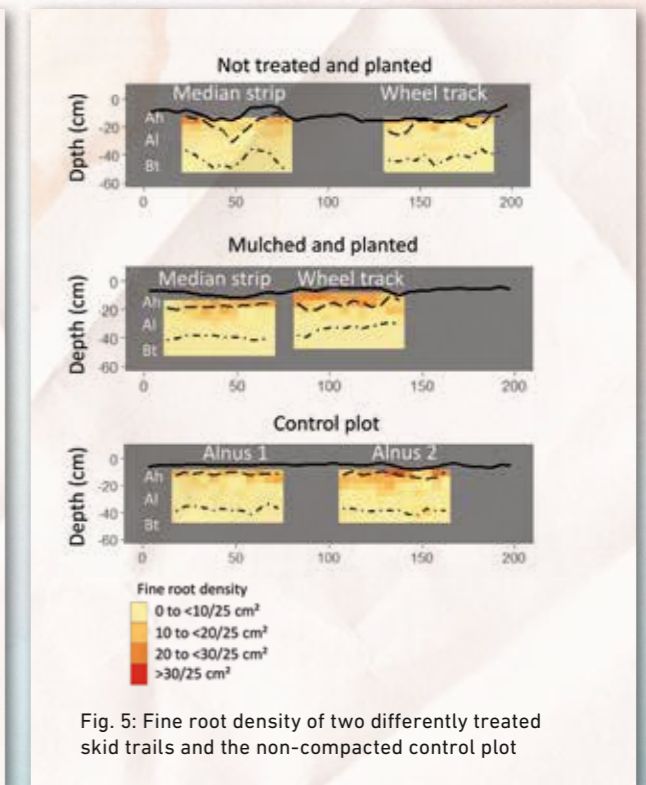 Not treated and planted
Median strip Wheel track
Dpth (cm)
0
-20
-40
-60
Ah
Al
Bt
0 50 100 150 200
Mulched and planted
Median strip Wheel track
Depth (cm)
0
-20
-40
-60
Ah
Al
Bt
0 50 100 150 200
Control plot
Alnus 1 Alnus 2
Depth (cm)
0
-20
-40
-60
Ah
Al
Bt
0 50 100 150 200
Fine root density
0 to <10/25 cm²
10 to <20/25 cm²
20 to <30/25 cm²
>30/25 cm²
Fig. 5: Fine root density of two differently treated
skid trails and the non-compacted control plot